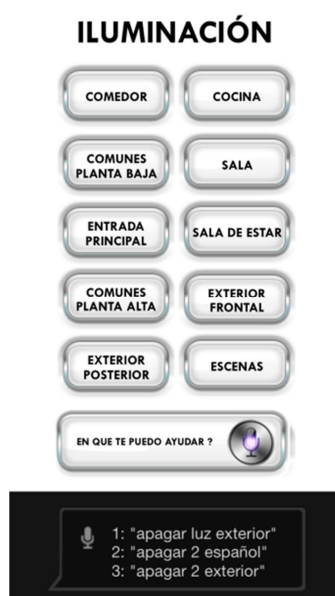 ILUMINACIÓN
COMEDOR
COCINA
COMUNES
PLANTA BAJA
SALA
ENTRADA
PRINCIPAL
SALA DE ESTAR
COMUNES
PLANTA ALTA
EXTERIOR
FRONTAL
EXTERIOR
POSTERIOR
ESCENAS
EN QUE TE PUEDO AYUDAR ?
1: "apagar luz exterior"
2: "apagar 2 español"
3: "apagar 2 exterior"